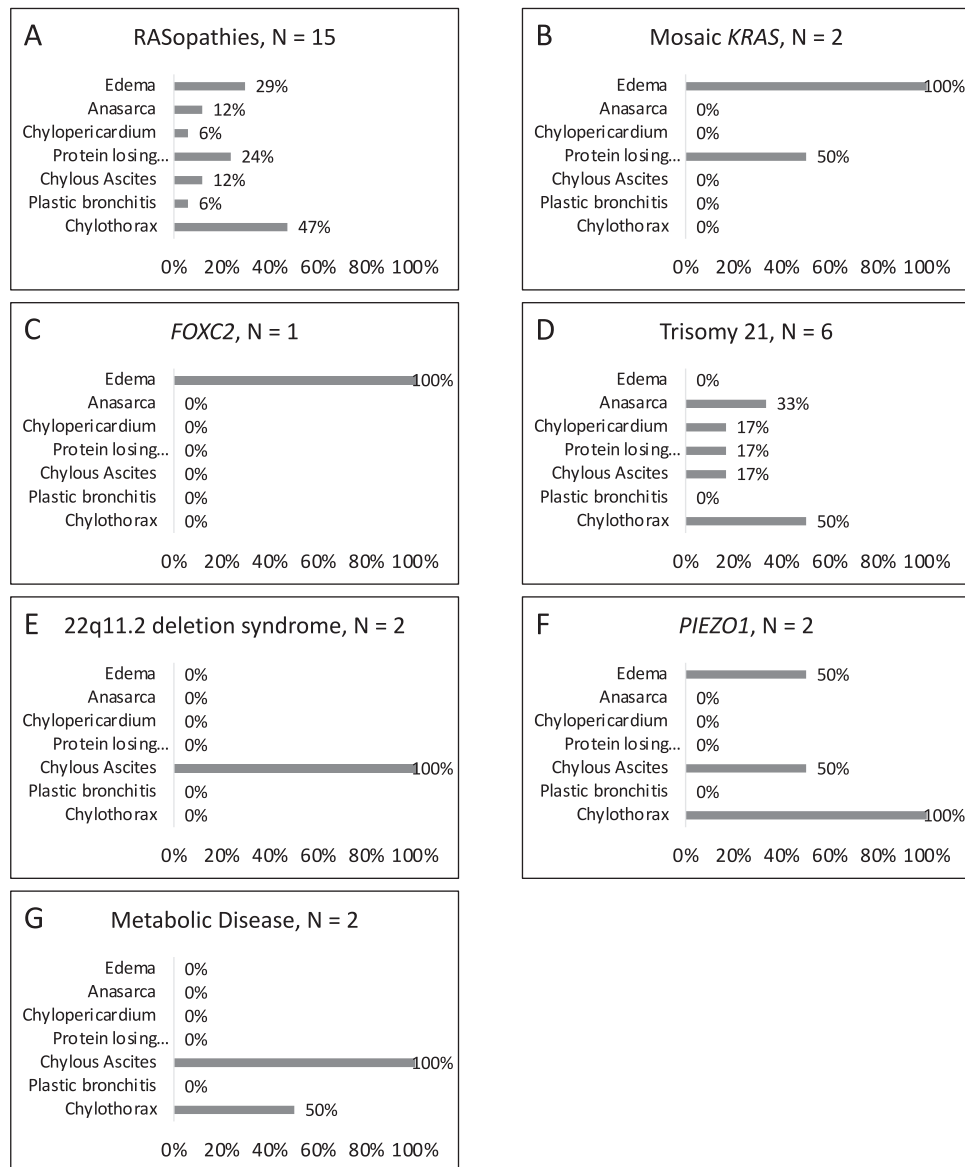 A RASopathies, N = 15
Edema 29%
Anasarca 12%
Chylopericardium 6%
Protein losing... 24%
Chylous Ascites 12%
Plastic bronchitis 6%
Chylothorax 47%
0% 20% 40% 60% 80% 100%
B Mosaic KRAS, N = 2
Edema 100%
Anasarca 0%
Chylopericardium 0%
Protein losing... 50%
Chylous Ascites 0%
Plastic bronchitis 0%
Chylothorax 0%
0% 20% 40% 60% 80% 100%
C FOXC2, N = 1
Edema 100%
Anasarca 0%
Chylopericardium 0%
Protein losing... 0%
Chylous Ascites 0%
Plastic bronchitis 0%
Chylothorax 0%
0% 20% 40% 60% 80% 100%
D Trisomy 21, N = 6
Edema 0%
Anasarca 33%
Chylopericardium 17%
Protein losing... 17%
Chylous Ascites 17%
Plastic bronchitis 0%
Chylothorax 50%
0% 20% 40% 60% 80% 100%
E 22q11.2 deletion syndrome, N = 2
Edema 0%
Anasarca 0%
Chylopericardium 0%
Protein losing... 0%
Chylous Ascites 100%
Plastic bronchitis 0%
Chylothorax 0%
0% 20% 40% 60% 80% 100%
F PIEZO1, N = 2
Edema 50%
Anasarca 0%
Chylopericardium 0%
Protein losing... 0%
Chylous Ascites 50%
Plastic bronchitis 0%
Chylothorax 100%
0% 20% 40% 60% 80% 100%
G Metabolic Disease, N = 2
Edema 0%
Anasarca 0%
Chylopericardium 0%
Protein losing... 0%
Chylous Ascites 100%
Plastic bronchitis 0%
Chylothorax 50%
0% 20% 40% 60% 80% 100%